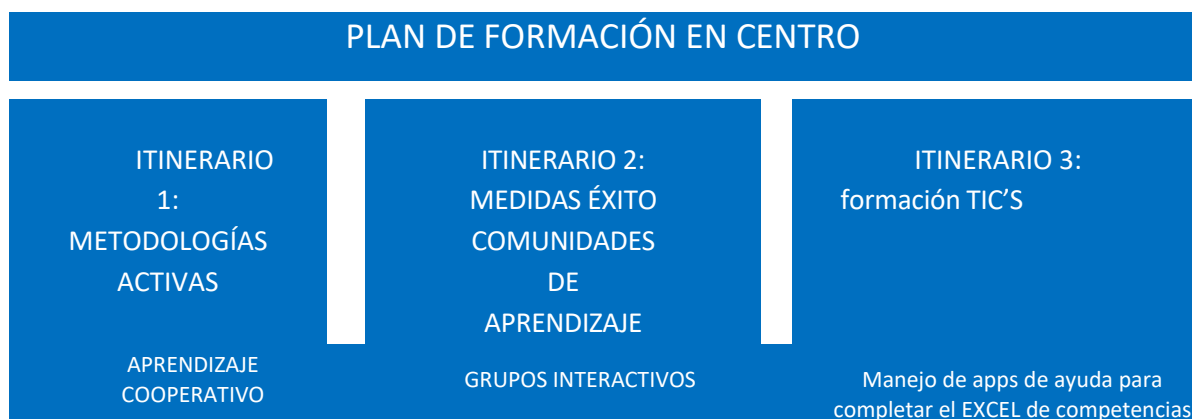 PLAN DE FORMACIÓN EN CENTRO
ITINERARIO
1:
METODOLOGÍAS
ACTIVAS
APRENDIZAJE
COOPERATIVO
ITINERARIO 2:
MEDIDAS ÉXITO
COMUNIDADES
DE
APRENDIZAJE
GRUPOS INTERACTIVOS
ITINERARIO 3:
formación TIC’S
Manejo de apps de ayuda para
completar el EXCEL de competencias